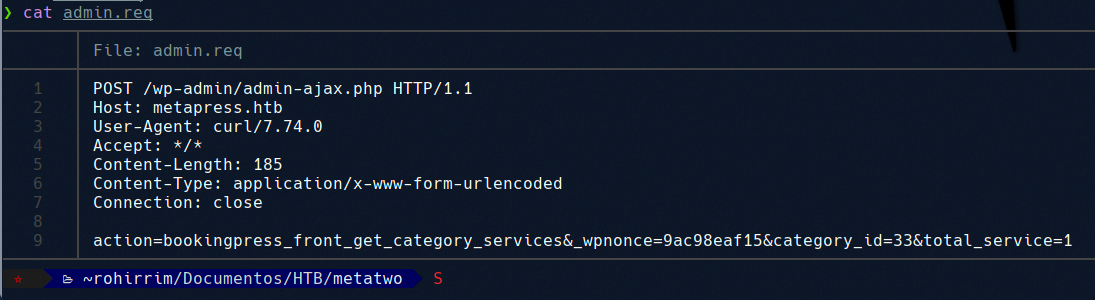 ❯ cat admin.req
File: admin.req
1 POST /wp-admin/admin-ajax.php HTTP/1.1
2 Host: metapress.htb
3 User-Agent: curl/7.74.0
4 Accept: */*
5 Content-Length: 185
6 Content-Type: application/x-www-form-urlencoded
7 Connection: close
8
9 action=bookingpress_front_get_category_services&_wpnonce=9ac98eaf15&category_id=33&total_service=1
~rohirrim/Documentos/HTB/metatwo S